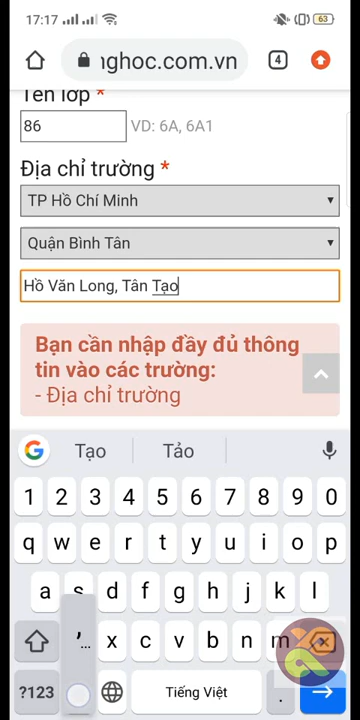 17:17
63
nghoc.com.vn
4
Tên lớp *
86
VD: 6A, 6A1
Địa chỉ trường *
TP Hồ Chí Minh
Quận Bình Tân
Hồ Văn Long, Tân Tạo
Bạn cần nhập đầy đủ thông
tin vào các trường:
- Địa chỉ trường
Tạo Tảo
1 2 3 4 5 6 7 8 9 0
q w e r t y u i o p
a s d f g h j k l
x c v b n m
?123 Tiếng Việt .